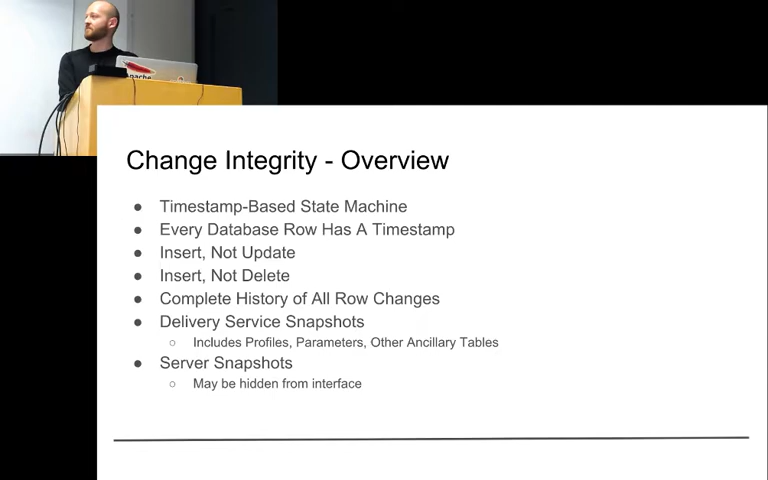 Apache
Change Integrity - Overview
● Timestamp-Based State Machine
● Every Database Row Has A Timestamp
● Insert, Not Update
● Insert, Not Delete
● Complete History of All Row Changes
● Delivery Service Snapshots
○ Includes Profiles, Parameters, Other Ancillary Tables
● Server Snapshots
○ May be hidden from interface